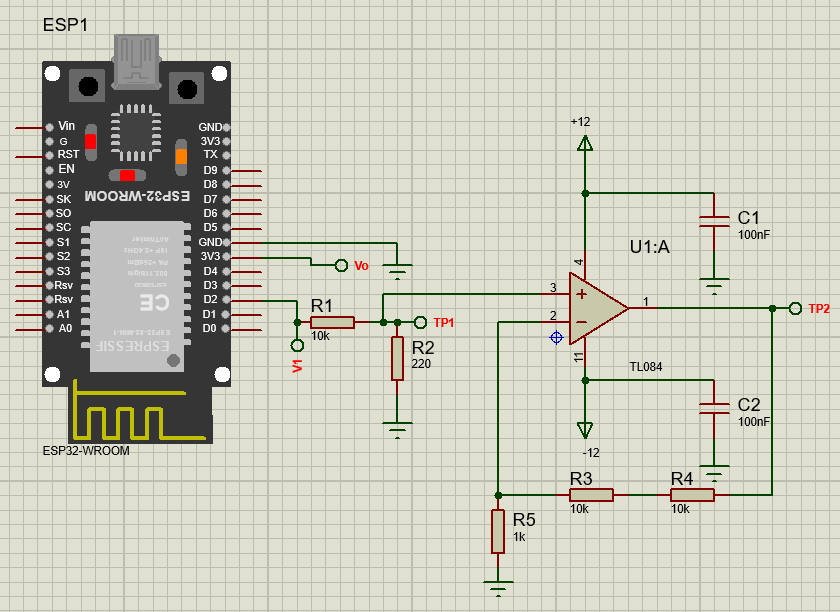 ESP1
Vin
G
RST
EN
3V
SK
SO
SC
S1
S2
S3
Rsv
Rsv
A1
A0
GND
3V3
TX
D9
D8
D7
D6
D5
GND
3V3
D4
D3
D2
D1
D0
ESP32-WROOM
CE
ESPRESSIF
ESP32-WROOM
Vo
V1
R1
10k
TP1
R2
220
+12
C1
100nF
U1:A
4
3
2
1
11
TP2
TL084
-12
C2
100nF
R3
10k
R4
10k
R5
1k